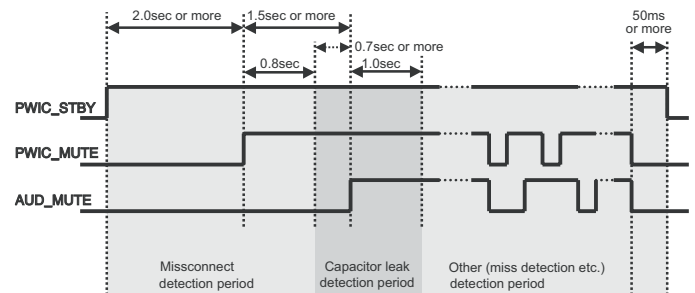 2.0sec or more
1.5sec or more
50ms
or more
0.7sec or more
0.8sec
1.0sec
PWIC_STBY
PWIC_MUTE
AUD_MUTE
Missconnect
detection period
Capacitor leak
detection period
Other (miss detection etc.)
detection period